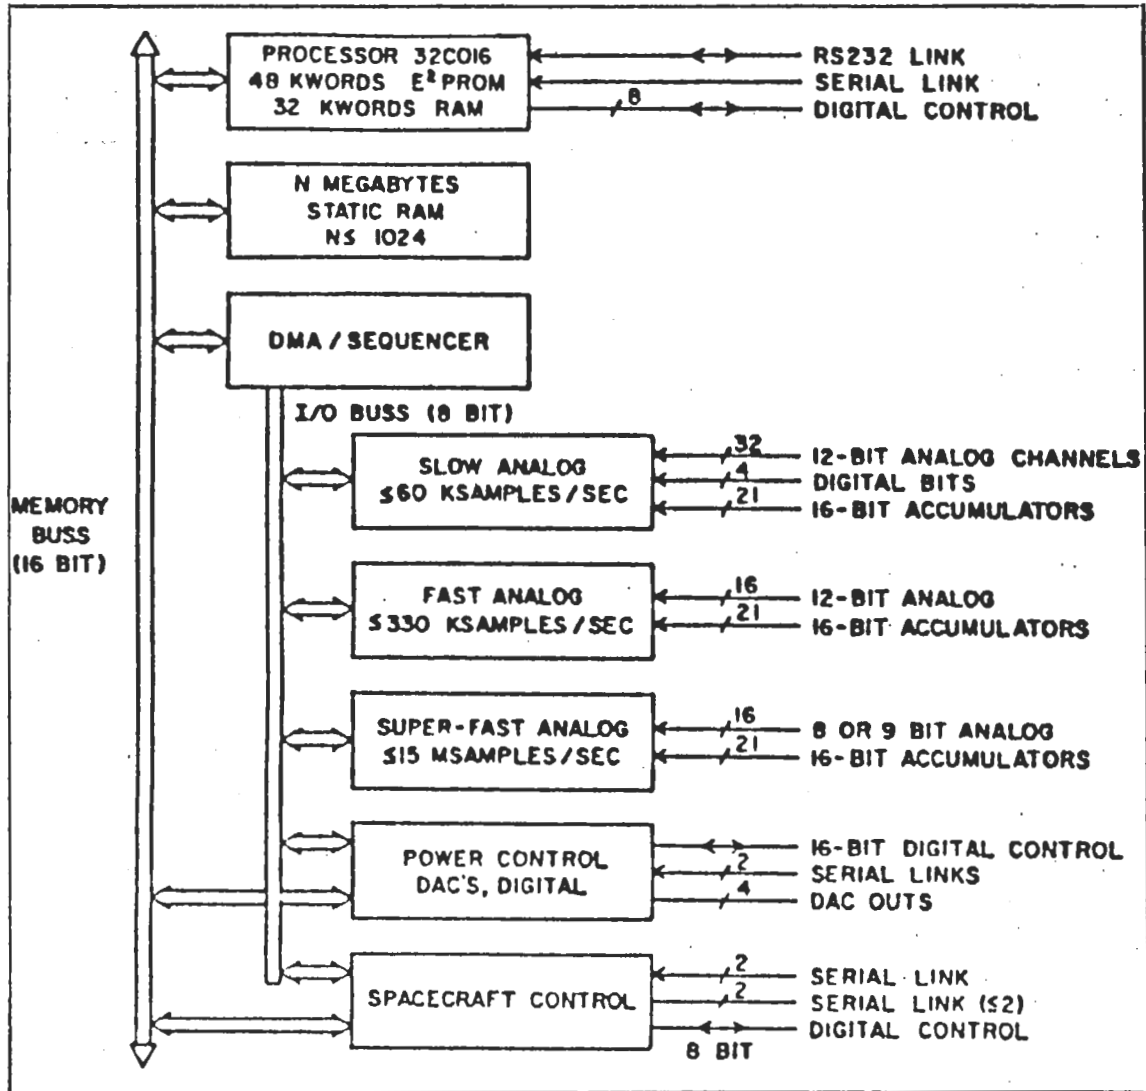 PROCESSOR 32C016
48 KWORDS E² PROM
32 KWORDS RAM
RS232 LINK
SERIAL LINK
8
DIGITAL CONTROL
N MEGABYTES
STATIC RAM
N≤ 1024
DMA / SEQUENCER
I/O BUSS (8 BIT)
MEMORY
BUSS
(16 BIT)
SLOW ANALOG
≤60 KSAMPLES/SEC
32
12-BIT ANALOG CHANNELS
4
DIGITAL BITS
21
16-BIT ACCUMULATORS
FAST ANALOG
≤330 KSAMPLES/SEC
16
12-BIT ANALOG
21
16-BIT ACCUMULATORS
SUPER-FAST ANALOG
≤15 MSAMPLES/SEC
16
8 OR 9 BIT ANALOG
21
16-BIT ACCUMULATORS
POWER CONTROL
DAC'S, DIGITAL
16-BIT DIGITAL CONTROL
2
SERIAL LINKS
4
DAC OUTS
SPACECRAFT CONTROL
2
SERIAL LINK
2
SERIAL LINK (≤2)
DIGITAL CONTROL
8 BIT